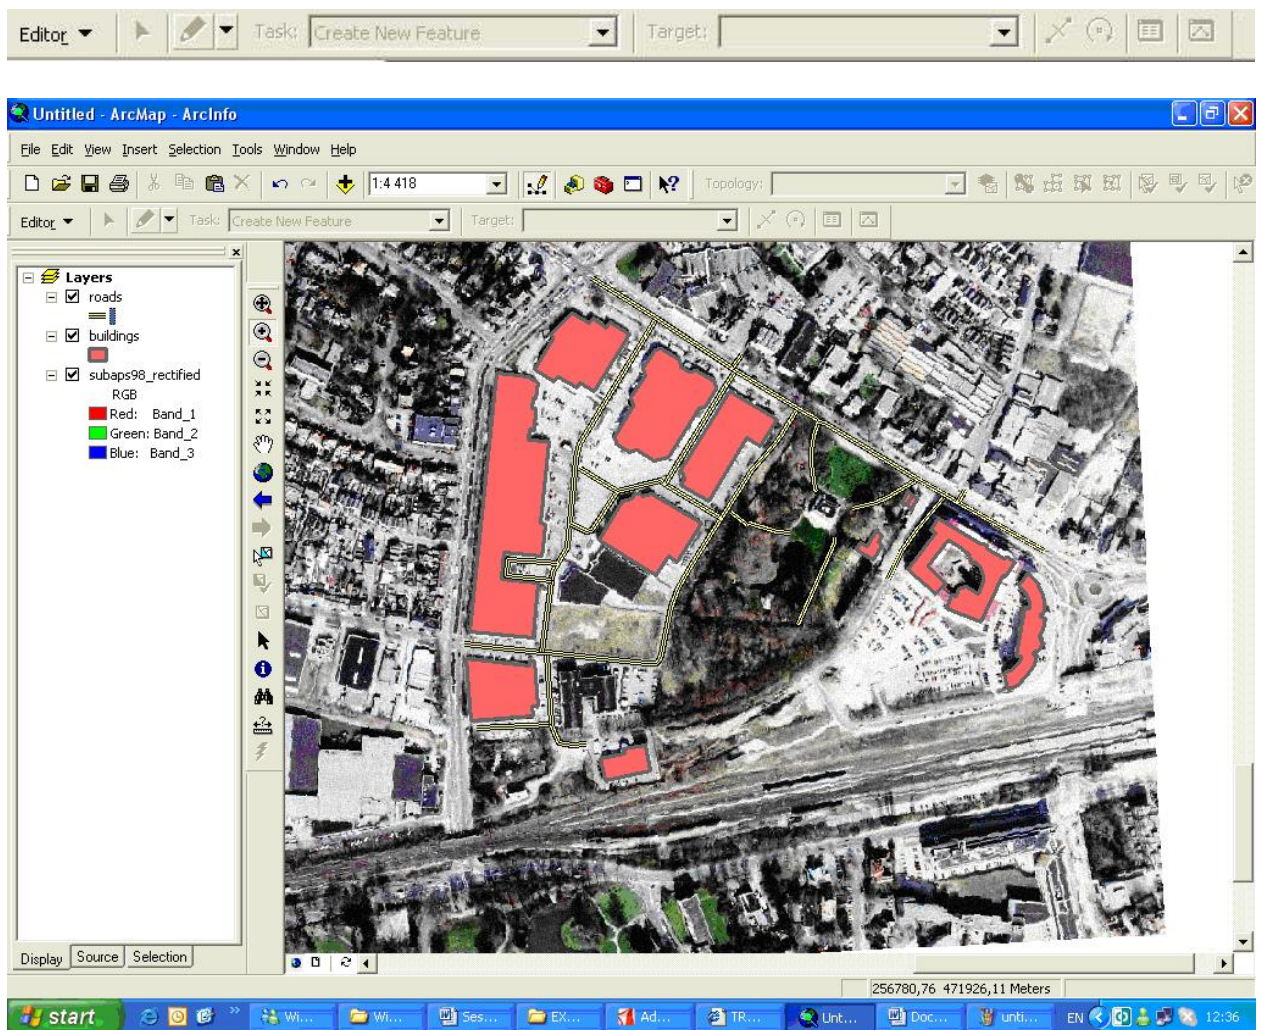 Editor Task: Create New Feature Target:
Untitled - ArcMap - ArcInfo
File Edit View Insert Selection Tools Window Help
1:4 418 Topology:
Editor Task: Create New Feature Target:
Layers
roads
buildings
subaps98_rectified
RGB
Red: Band_1
Green: Band_2
Blue: Band_3
Display Source Selection
256780,76 471926,11 Meters
start » Wi... Wi... Ses... EX... Ad... TR... Unt... Doc... unti... EN 12:36